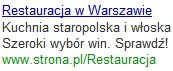 Restauracja w Warszawie
Kuchnia staropolska i włoska
Szeroki wybór win. Sprawdź!
www.strona.pl/Restauracja